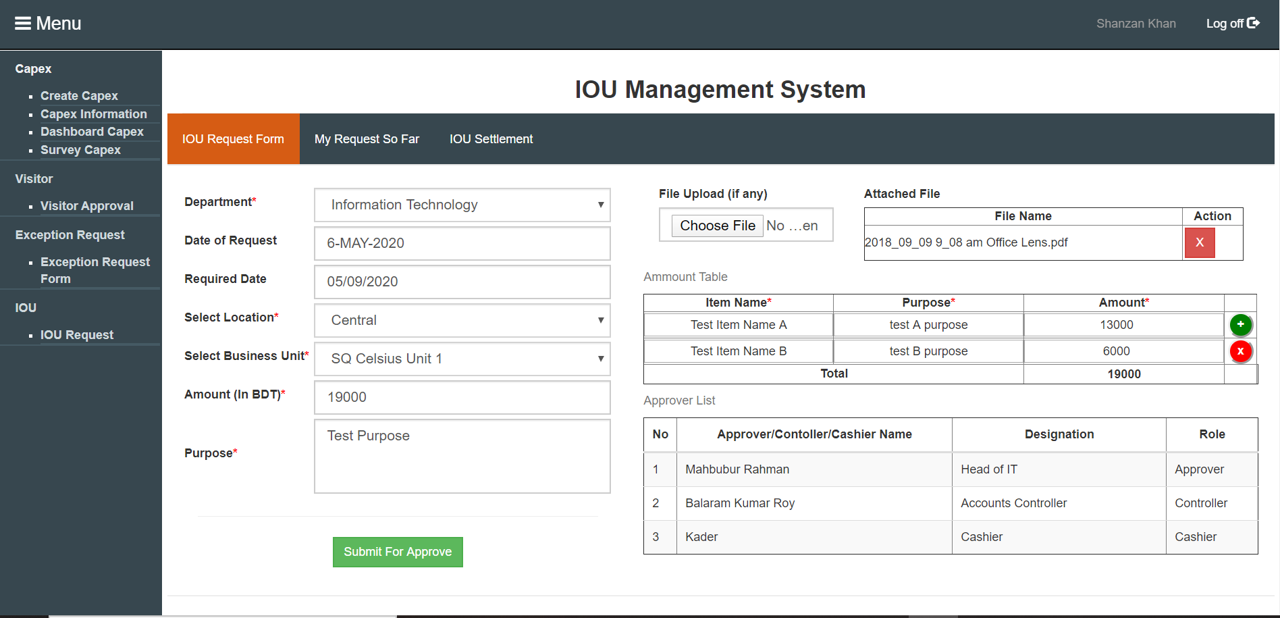 Menu
Shanzan Khan
Log off
Capex
Create Capex
Capex Information
Dashboard Capex
Survey Capex
Visitor
Visitor Approval
Exception Request
Exception Request
Form
IOU
IOU Request
IOU Management System
IOU Request Form My Request So Far IOU Settlement
Department* Information Technology
Date of Request 6-MAY-2020
Required Date 05/09/2020
Select Location* Central
Select Business Unit* SQ Celsius Unit 1
Amount (In BDT)* 19000
Purpose* Test Purpose
Submit For Approve
File Upload (if any)
Choose File No ...en
Attached File
File Name Action
2018_09_09 9_08 am Office Lens.pdf X
Ammount Table
Item Name* Purpose* Amount*
Test Item Name A test A purpose 13000 +
Test Item Name B test B purpose 6000 x
Total 19000
Approver List
No Approver/Contoller/Cashier Name Designation Role
1 Mahbubur Rahman Head of IT Approver
2 Balaram Kumar Roy Accounts Controller Controller
3 Kader Cashier Cashier